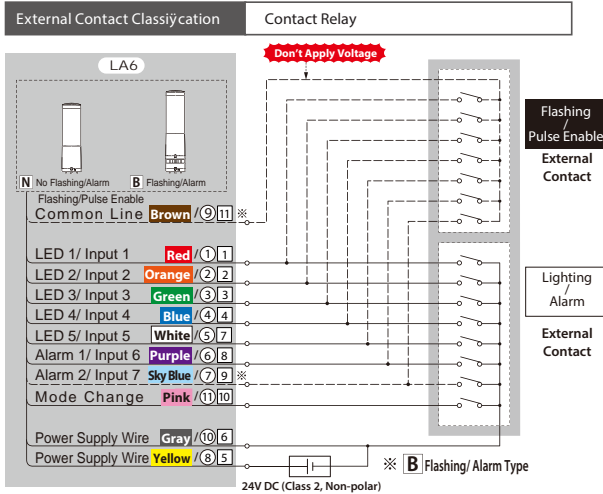 External Contact Classiÿcation Contact Relay
Don't Apply Voltage
LA6
N No Flashing/Alarm B Flashing/Alarm
Flashing/Pulse Enable
Common Line Brown /⑨ 11 ※
LED 1/ Input 1 Red /① 1
LED 2/ Input 2 Orange /② 2
LED 3/ Input 3 Green /③ 3
LED 4/ Input 4 Blue /④ 4
LED 5/ Input 5 White /⑤ 7
Alarm 1/ Input 6 Purple /⑥ 8
Alarm 2/ Input 7 Sky Blue /⑦ 9 ※
Mode Change Pink /⑪ 10
Power Supply Wire Gray /⑩ 6
Power Supply Wire Yellow /⑧ 5
24V DC (Class 2, Non-polar)
※ B Flashing/ Alarm Type
Flashing
/
Pulse Enable
External
Contact
Lighting
/
Alarm
External
Contact